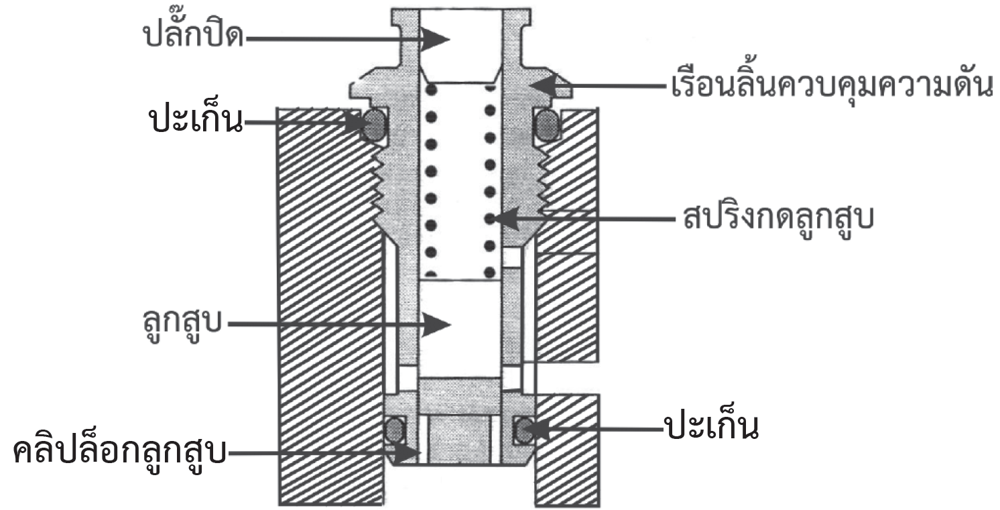 ปลั๊กปิด
เรือนลิ้นควบคุมความดัน
ปะเก็น
สปริงกดลูกสูบ
ลูกสูบ
ปะเก็น
คลิปล็อกลูกสูบ